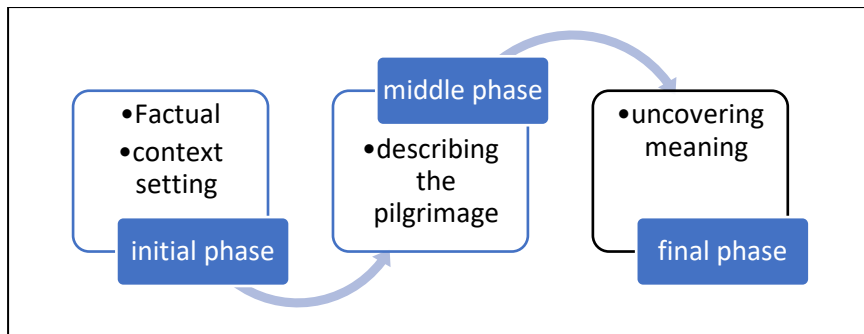 •Factual
•context
setting
initial phase
middle phase
•describing
the
pilgrimage
•uncovering
meaning
final phase